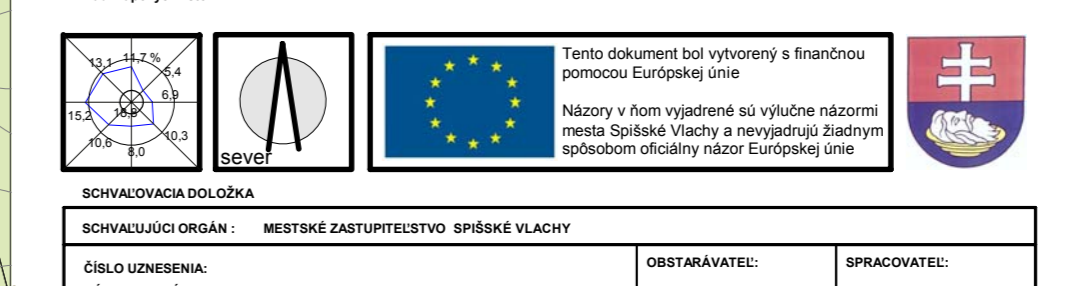 11,7 %
13,1
5,4
6,9
15,2
18,8
10,3
10,6
8,0
sever
Tento dokument bol vytvorený s finančnou
pomocou Európskej únie
Názory v ňom vyjadrené sú výlučne názormi
mesta Spišské Vlachy a nevyjadrujú žiadnym
spôsobom oficiálny názor Európskej únie
SCHVAĽOVACIA DOLOŽKA
SCHVAĽUJÚCI ORGÁN : MESTSKÉ ZASTUPITEĽSTVO SPIŠSKÉ VLACHY
ČÍSLO UZNESENIA:
OBSTARÁVATEĽ:
SPRACOVATEĽ: